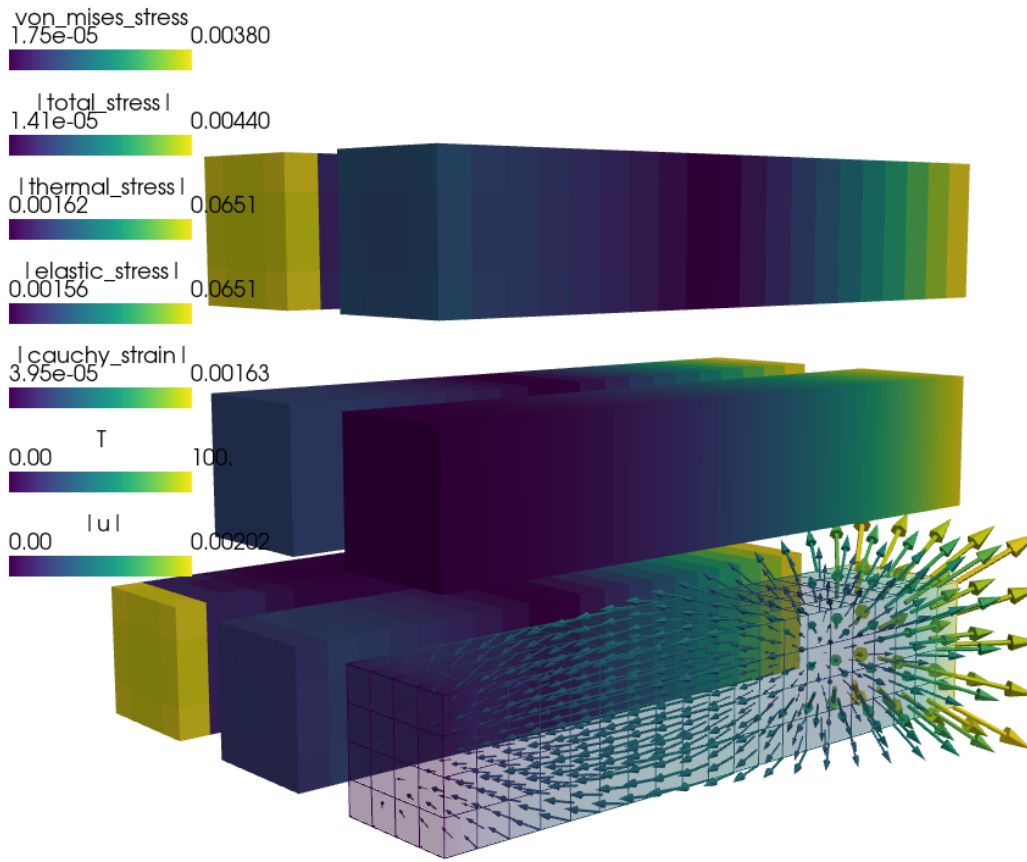 von_mises_stress
1.75e-05 0.00380
|total_stress|
1.41e-05 0.00440
|thermal_stress|
0.00162 0.0651
|elastic_stress|
0.00156 0.0651
|cauchy_strain|
3.95e-05 0.00163
T
0.00 100.
|u|
0.00 0.00202